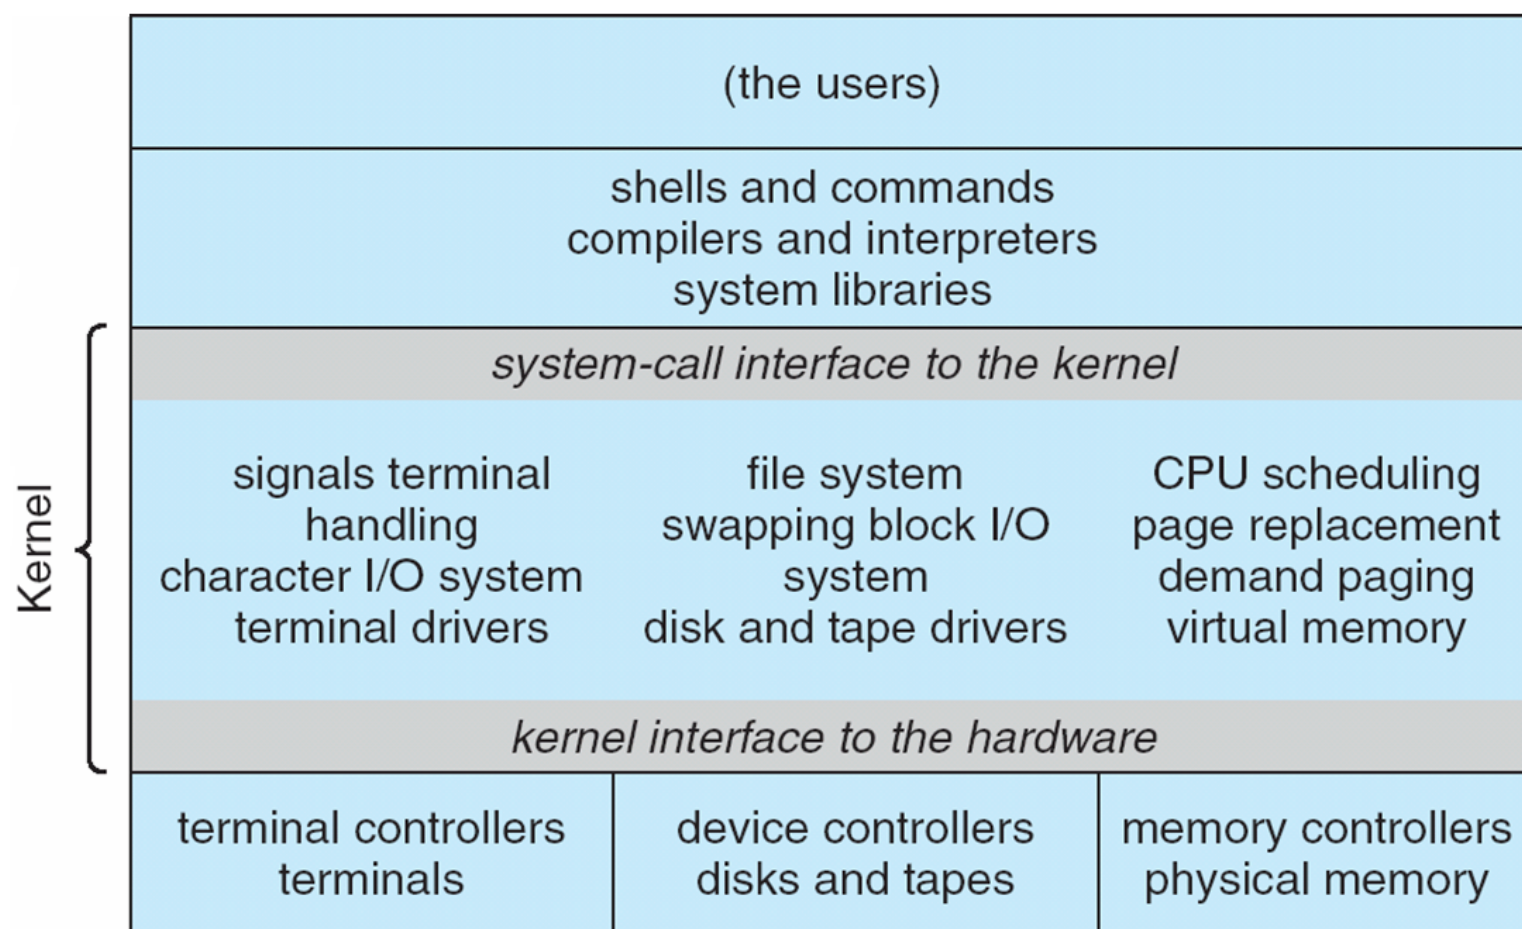 (the users)
shells and commands
compilers and interpreters
system libraries
Kernel
system-call interface to the kernel
signals terminal
handling
character I/O system
terminal drivers
file system
swapping block I/O
system
disk and tape drivers
CPU scheduling
page replacement
demand paging
virtual memory
kernel interface to the hardware
terminal controllers
terminals
device controllers
disks and tapes
memory controllers
physical memory